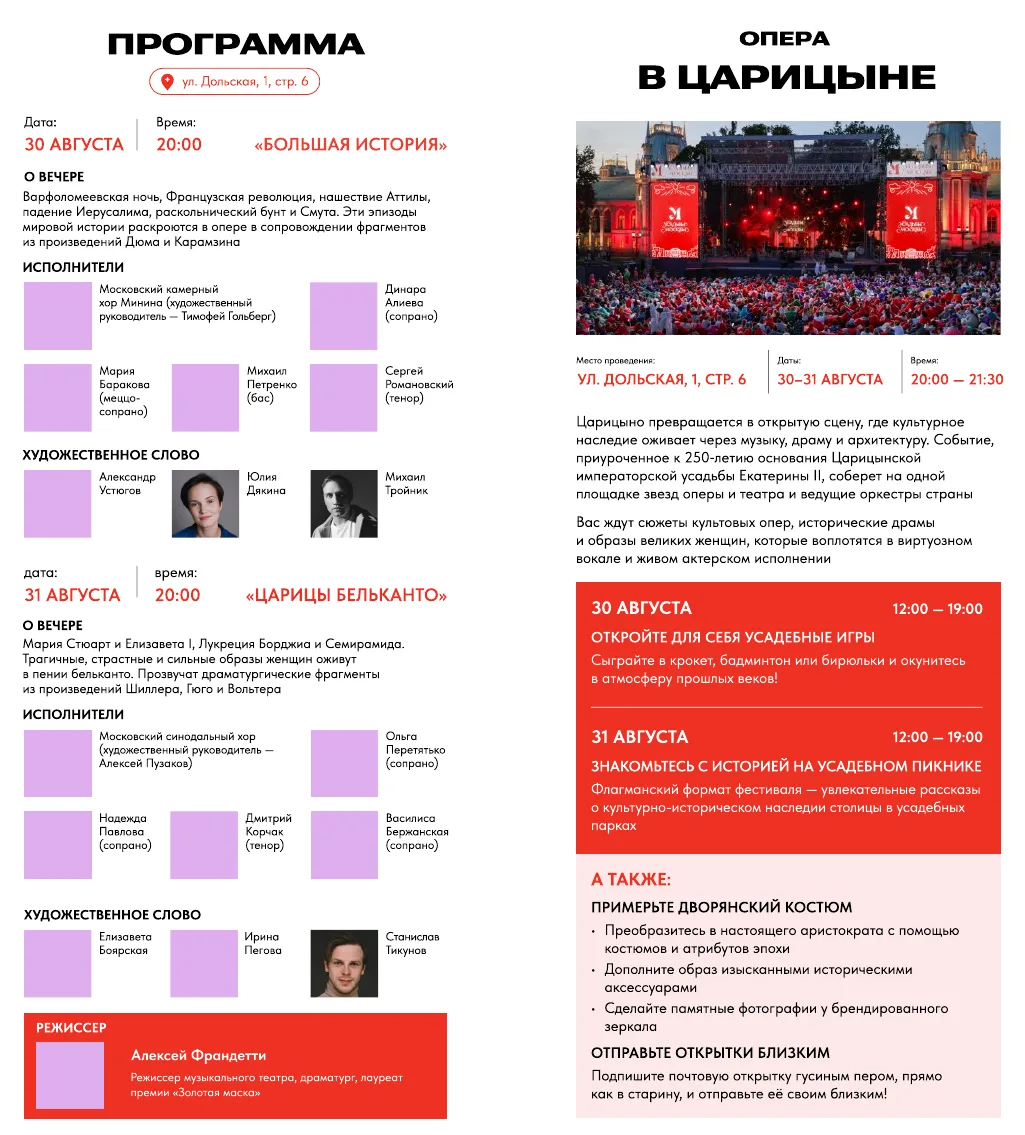 ПРОГРАММА
ул. Дольская, 1, стр. 6
Дата:
30 АВГУСТА
Время:
20:00
«БОЛЬШАЯ ИСТОРИЯ»
О ВЕЧЕРЕ
Варфоломеевская ночь, Французская революция, нашествие Аттилы,
падение Иерусалима, раскольнический бунт и Смута. Эти эпизоды
мировой истории раскроются в опере в сопровождении фрагментов
из произведений Дюма и Карамзина
ИСПОЛНИТЕЛИ
Московский камерный
хор Минина (художественный
руководитель — Тимофей Гольберг)
Динара
Алиева
(сопрано)
Мария
Баракова
(меццо-
сопрано)
Михаил
Петренко
(бас)
Сергей
Романовский
(тенор)
ХУДОЖЕСТВЕННОЕ СЛОВО
Александр
Устюгов
Юлия
Дякина
Михаил
Тройник
дата:
31 АВГУСТА
время:
20:00
«ЦАРИЦЫ БЕЛЬКАНТО»
О ВЕЧЕРЕ
Мария Стюарт и Елизавета I, Лукреция Борджиа и Семирамида.
Трагичные, страстные и сильные образы женщин оживут
в пении бельканто. Прозвучат драматургические фрагменты
из произведений Шиллера, Гюго и Вольтера
ИСПОЛНИТЕЛИ
Московский синодальный хор
(художественный руководитель —
Алексей Пузаков)
Ольга
Перетятько
(сопрано)
Надежда
Павлова
(сопрано)
Дмитрий
Корчак
(тенор)
Василиса
Бержанская
(сопрано)
ХУДОЖЕСТВЕННОЕ СЛОВО
Елизавета
Боярская
Ирина
Пегова
Станислав
Тикунов
РЕЖИССЕР
Алексей Франдетти
Режиссер музыкального театра, драматург, лауреат
премии «Золотая маска»
ОПЕРА
В ЦАРИЦЫНЕ
УСАДЬБЫ
МОСКВЫ
УСАДЬБЫ
МОСКВЫ
УСАДЬБЫ
МОСКВЫ
Место проведения:
УЛ. ДОЛЬСКАЯ, 1, СТР. 6
Даты:
30–31 АВГУСТА
Время:
20:00 — 21:30
Царицыно превращается в открытую сцену, где культурное
наследие оживает через музыку, драму и архитектуру. Событие,
приуроченное к 250-летию основания Царицынской
императорской усадьбы Екатерины II, соберет на одной
площадке звезд оперы и театра и ведущие оркестры страны
Вас ждут сюжеты культовых опер, исторические драмы
и образы великих женщин, которые воплотятся в виртуозном
вокале и живом актерском исполнении
30 АВГУСТА
12:00 — 19:00
ОТКРОЙТЕ ДЛЯ СЕБЯ УСАДЕБНЫЕ ИГРЫ
Сыграйте в крокет, бадминтон или бирюльки и окунитесь
в атмосферу прошлых веков!
31 АВГУСТА
12:00 — 19:00
ЗНАКОМЬТЕСЬ С ИСТОРИЕЙ НА УСАДЕБНОМ ПИКНИКЕ
Флагманский формат фестиваля — увлекательные рассказы
о культурно-историческом наследии столицы в усадебных
парках
А ТАКЖЕ:
ПРИМЕРЬТЕ ДВОРЯНСКИЙ КОСТЮМ
• Преобразитесь в настоящего аристократа с помощью
костюмов и атрибутов эпохи
• Дополните образ изысканными историческими
аксессуарами
• Сделайте памятные фотографии у брендированного
зеркала
ОТПРАВЬТЕ ОТКРЫТКИ БЛИЗКИМ
Подпишите почтовую открытку гусиным пером, прямо
как в старину, и отправьте её своим близким!